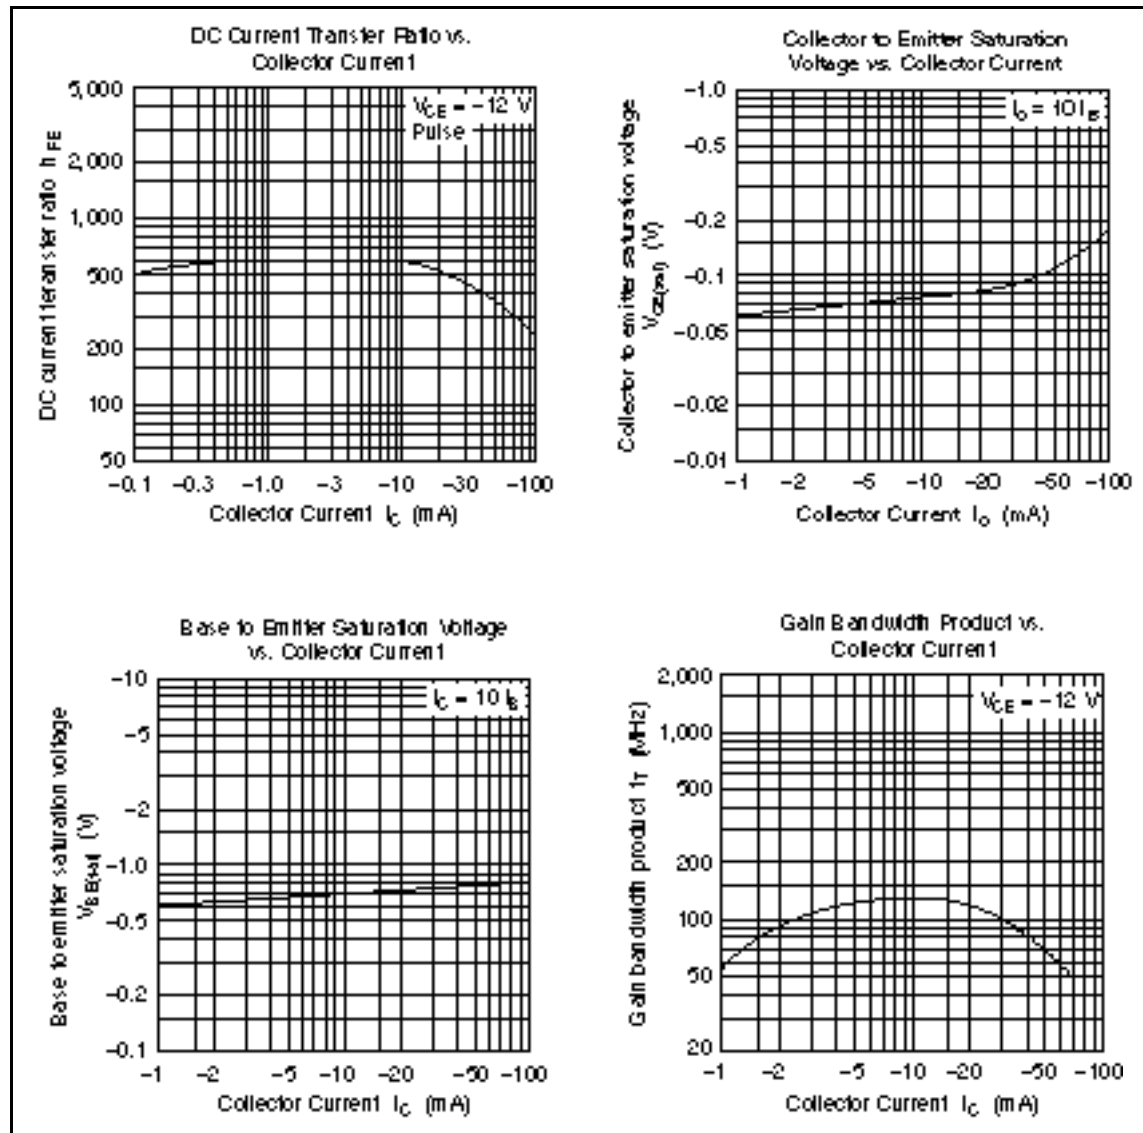 DC Current Transfer Ratio vs.
Collector Current
5,000
2,000
1,000
500
200
100
50
DC current teranster ratio hFE
VCE = −12 V
Pulse
−0.1 −0.3 −1.0 −3 −10 −30 −100
Collector Current IC (mA)
Collector to Emitter Saturation
Voltage vs. Collector Current
−1.0
−0.5
−0.2
−0.1
−0.05
−0.02
−0.01
Collector to emitter saturation voltage
VCE(sat) (V)
IC = 10 IB
−1 −2 −5 −10 −20 −50 −100
Collector Current IC (mA)
Base to Emitter Saturation Voltage
vs. Collector Current
−10
−5
−2
−1.0
−0.5
−0.2
−0.1
Base to emitter saturation voltage
VBE(sat) (V)
IC = 10 IB
−1 −2 −5 −10 −20 −50 −100
Collector Current IC (mA)
Gain Bandwidth Product vs.
Collector Current
2,000
1,000
500
200
100
50
20
Gain bandwidth product fT (MHz)
VCE = −12 V
−1 −2 −5 −10 −20 −50 −100
Collector Current IC (mA)